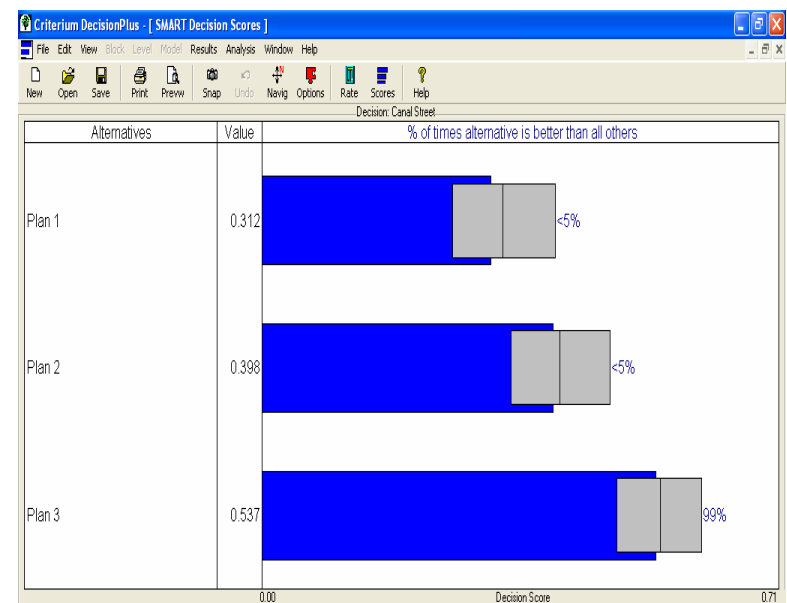 Criterium DecisionPlus - [ SMART Decision Scores ]
File Edit View Block Level Model Results Analysis Window Help
New Open Save Print Prevw Snap Undo Navig Options Rate Scores Help
Decision: Canal Street
Alternatives Value % of times alternative is better than all others
Plan 1 0.312 <5%
Plan 2 0.398 <5%
Plan 3 0.537 99%
0.00 Decision Score 0.71